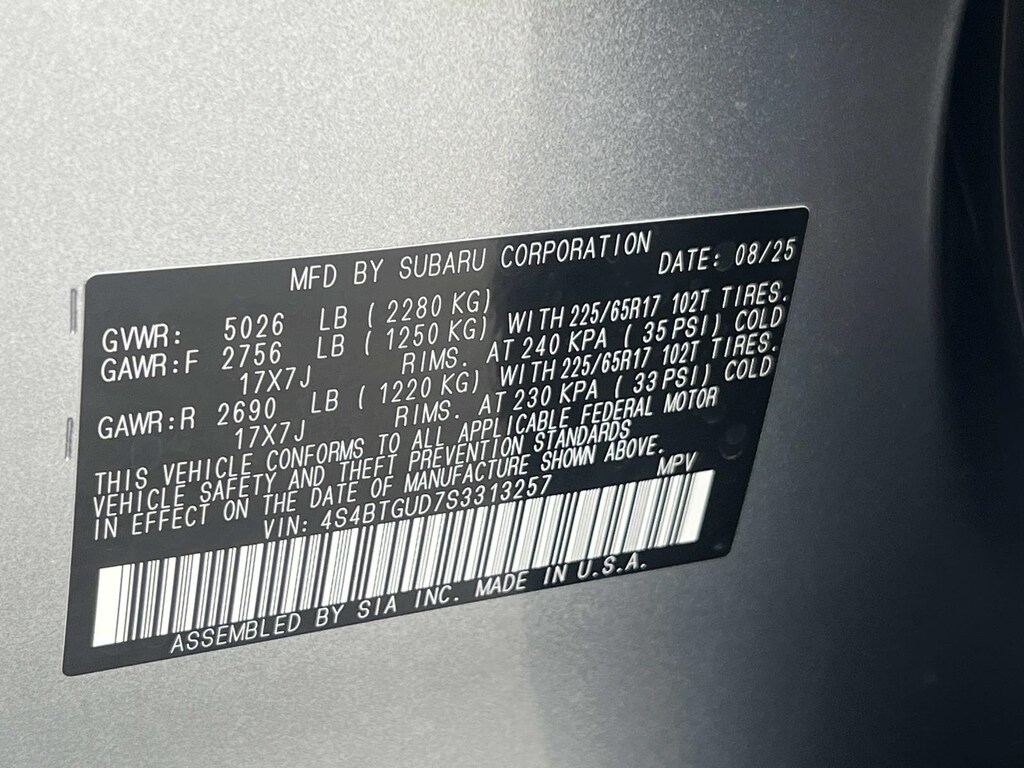 MFD BY SUBARU CORPORATION DATE: 08/25
GVWR: 5026 LB ( 2280 KG)
GAWR:F 2756 LB ( 1250 KG) WITH 225/65R17 102T TIRES.
17X7J RIMS. AT 240 KPA ( 35 PSI) COLD
GAWR:R 2690 LB ( 1220 KG) WITH 225/65R17 102T TIRES.
17X7J RIMS. AT 230 KPA ( 33 PSI) COLD
THIS VEHICLE CONFORMS TO ALL APPLICABLE FEDERAL MOTOR
VEHICLE SAFETY AND THEFT PREVENTION STANDARDS
IN EFFECT ON THE DATE OF MANUFACTURE SHOWN ABOVE.
VIN: 4S4BTGUD7S3313257 MPV
ASSEMBLED BY SIA INC. MADE IN U.S.A.